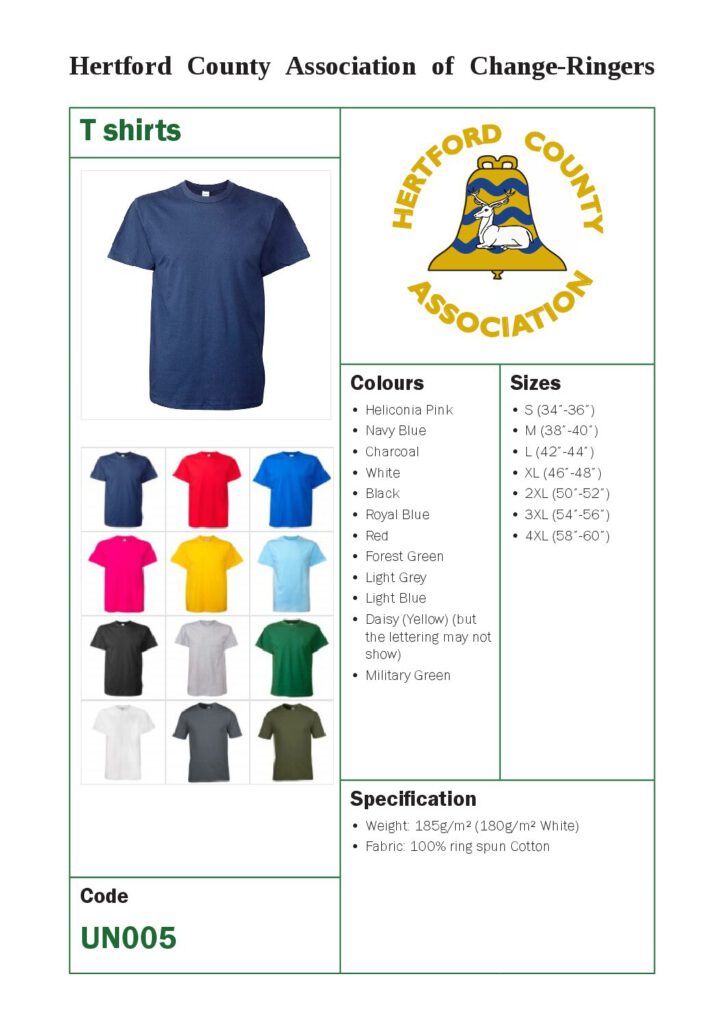 Hertford County Association of Change-Ringers
T shirts
HERTFORD COUNTY
ASSOCIATION
Colours
• Heliconia Pink
• Navy Blue
• Charcoal
• White
• Black
• Royal Blue
• Red
• Forest Green
• Light Grey
• Light Blue
• Daisy (Yellow) (but
the lettering may not
show)
• Military Green
Sizes
• S (34″-36″)
• M (38″-40″)
• L (42″-44″)
• XL (46″-48″)
• 2XL (50″-52″)
• 3XL (54″-56″)
• 4XL (58″-60″)
Specification
• Weight: 185g/m² (180g/m² White)
• Fabric: 100% ring spun Cotton
Code
UN005